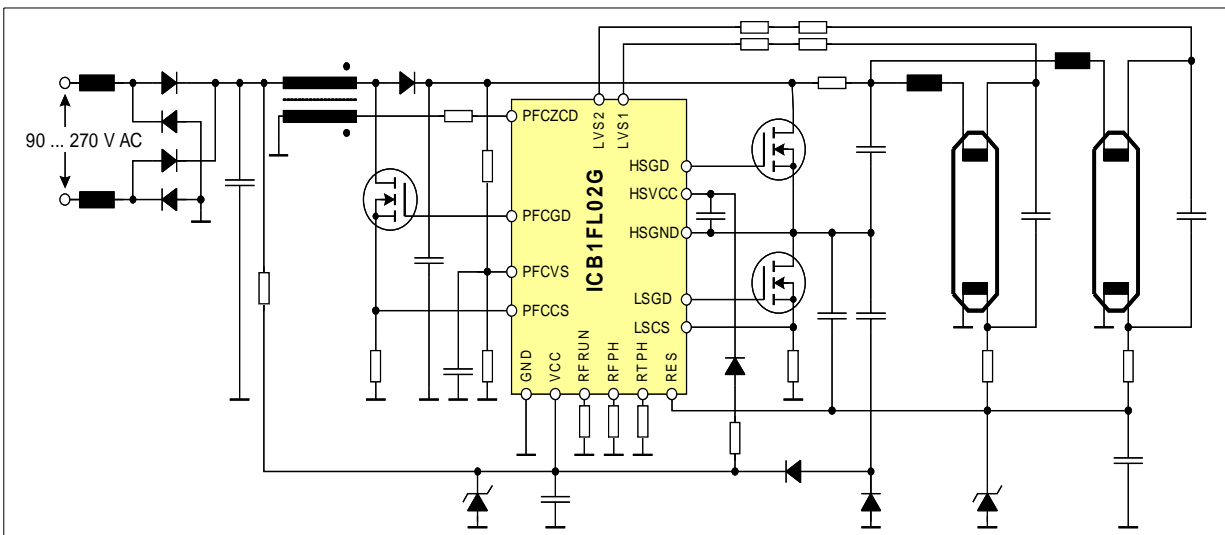 90 ... 270 V AC
PFCZCD
PFCGD
PFCVS
PFCCS
LVS2
LVS1
HSGD
HSVCC
HSGND
LSGD
LSCS
ICB1FL02G
GND
VCC
RFRUN
RFPH
RTPH
RES